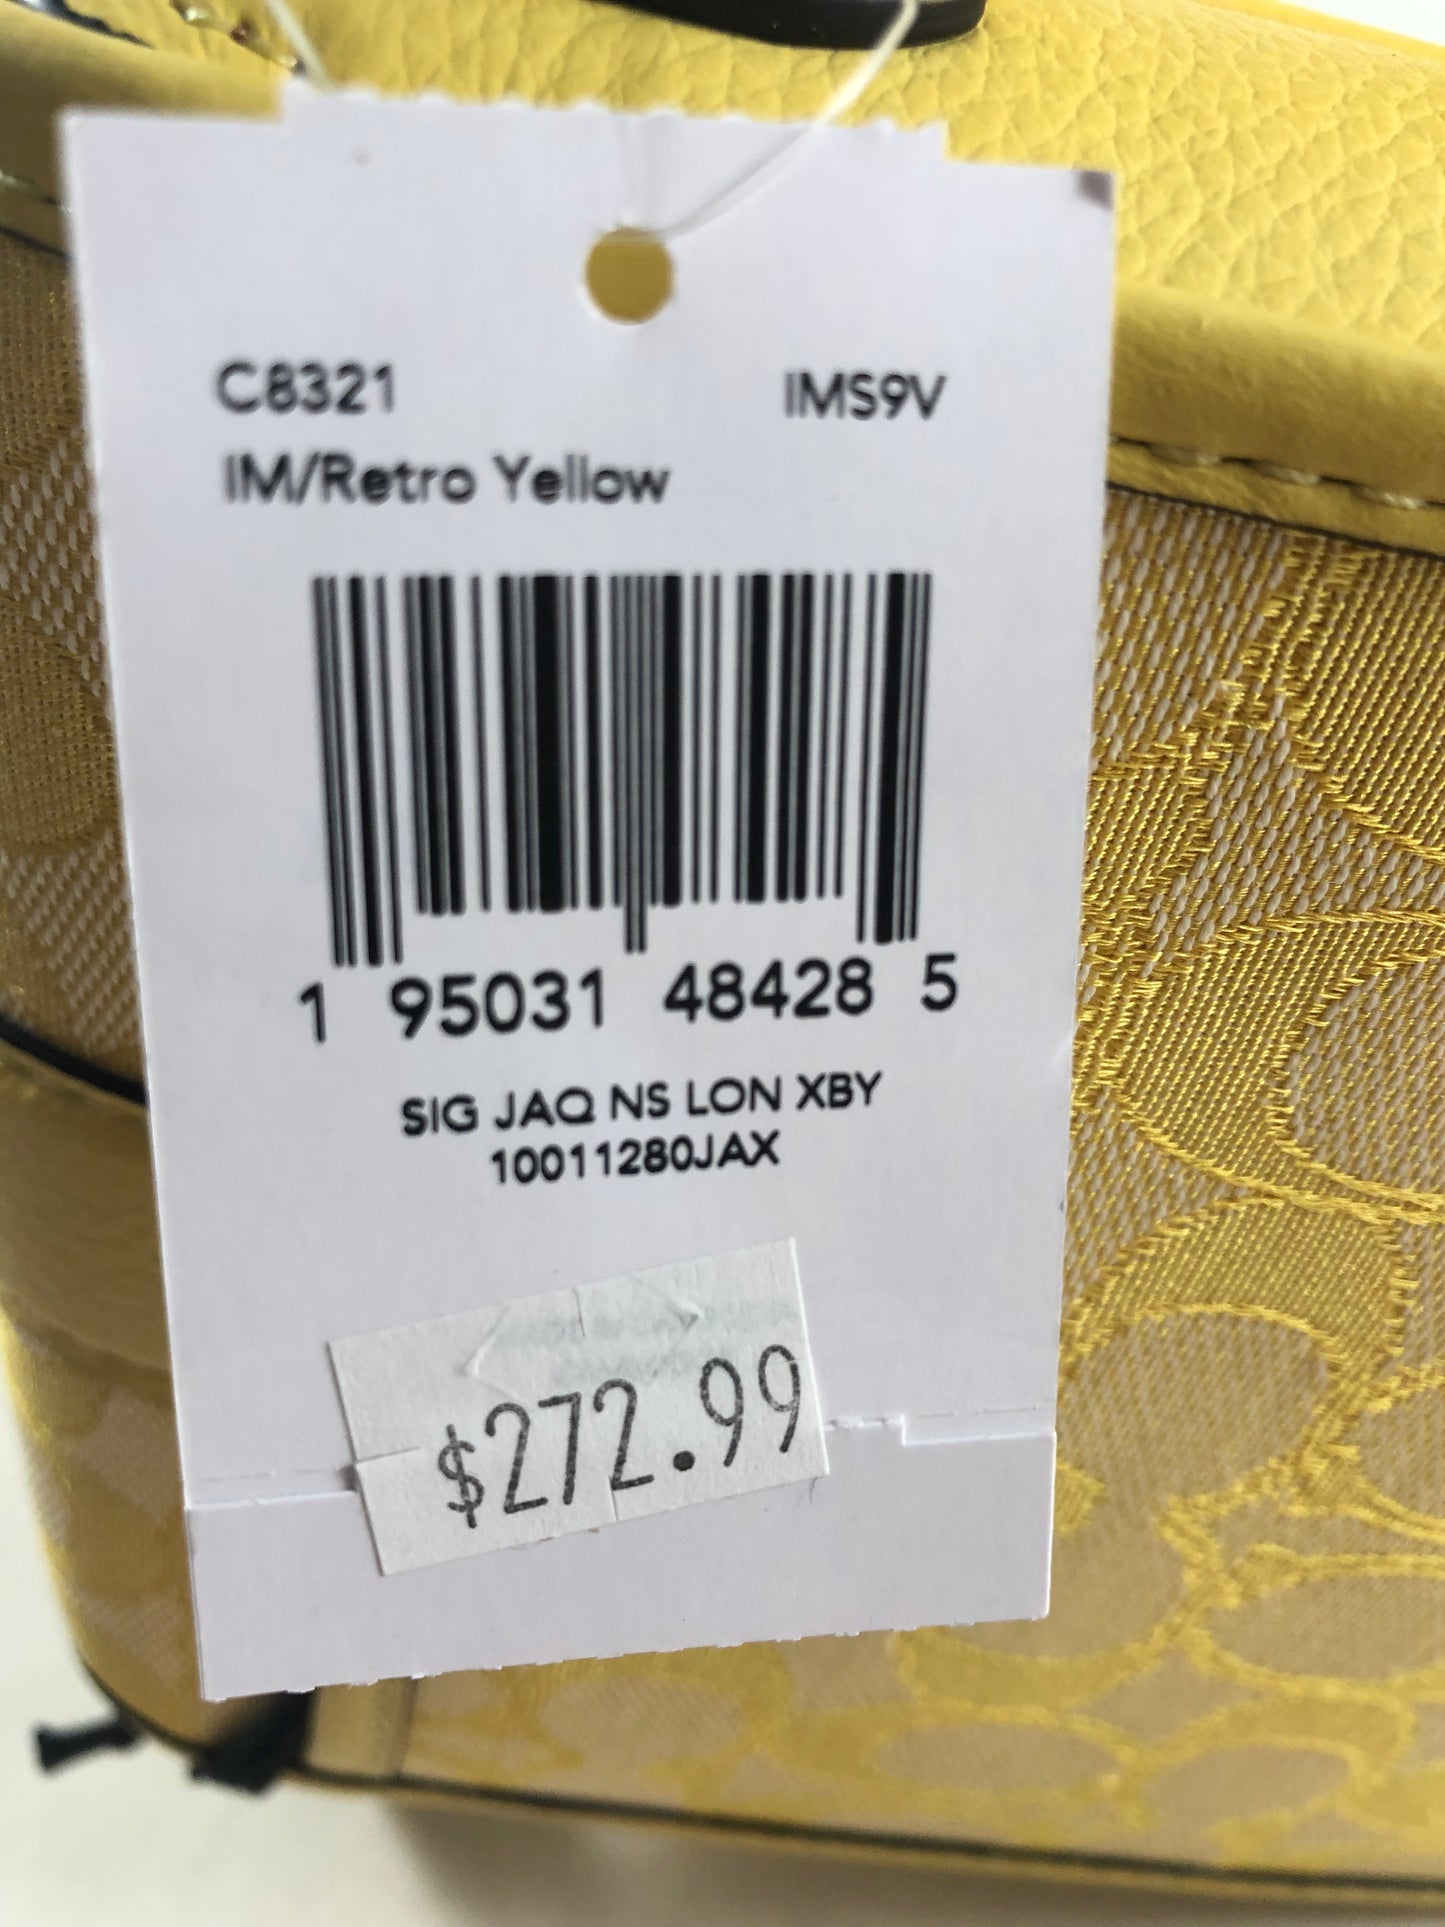 C8321 IMS9V
IM/Retro Yellow
1 95031 48428 5
SIG JAQ NS LON XBY
10011280JAX
$272.99